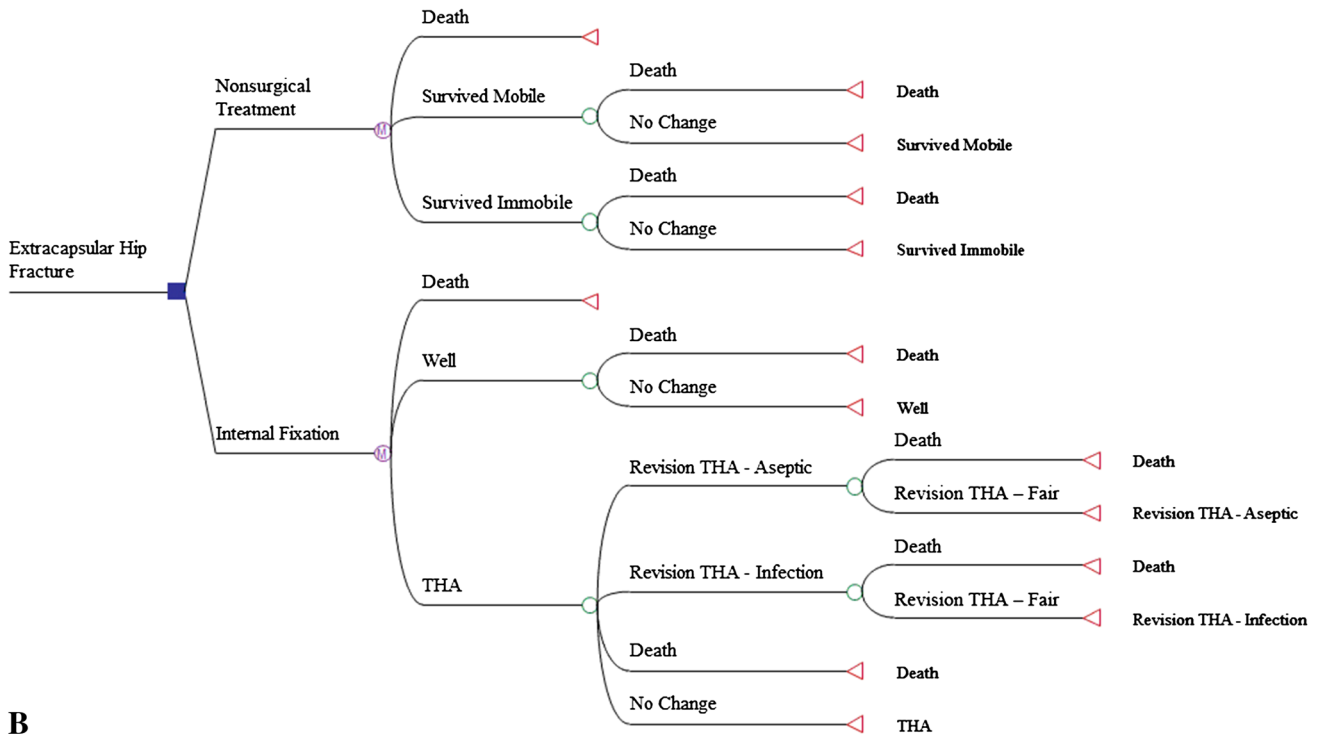 Death
Nonsurgical
Treatment
M
Survived Mobile
Death
Death
No Change
Survived Mobile
Survived Immobile
Death
Death
No Change
Survived Immobile
Extracapsular Hip
Fracture
Death
Internal Fixation
M
Well
Death
Death
No Change
Well
THA
Revision THA - Aseptic
Death
Death
Revision THA – Fair
Revision THA - Aseptic
Revision THA - Infection
Death
Death
Revision THA – Fair
Revision THA - Infection
Death
Death
No Change
THA
B